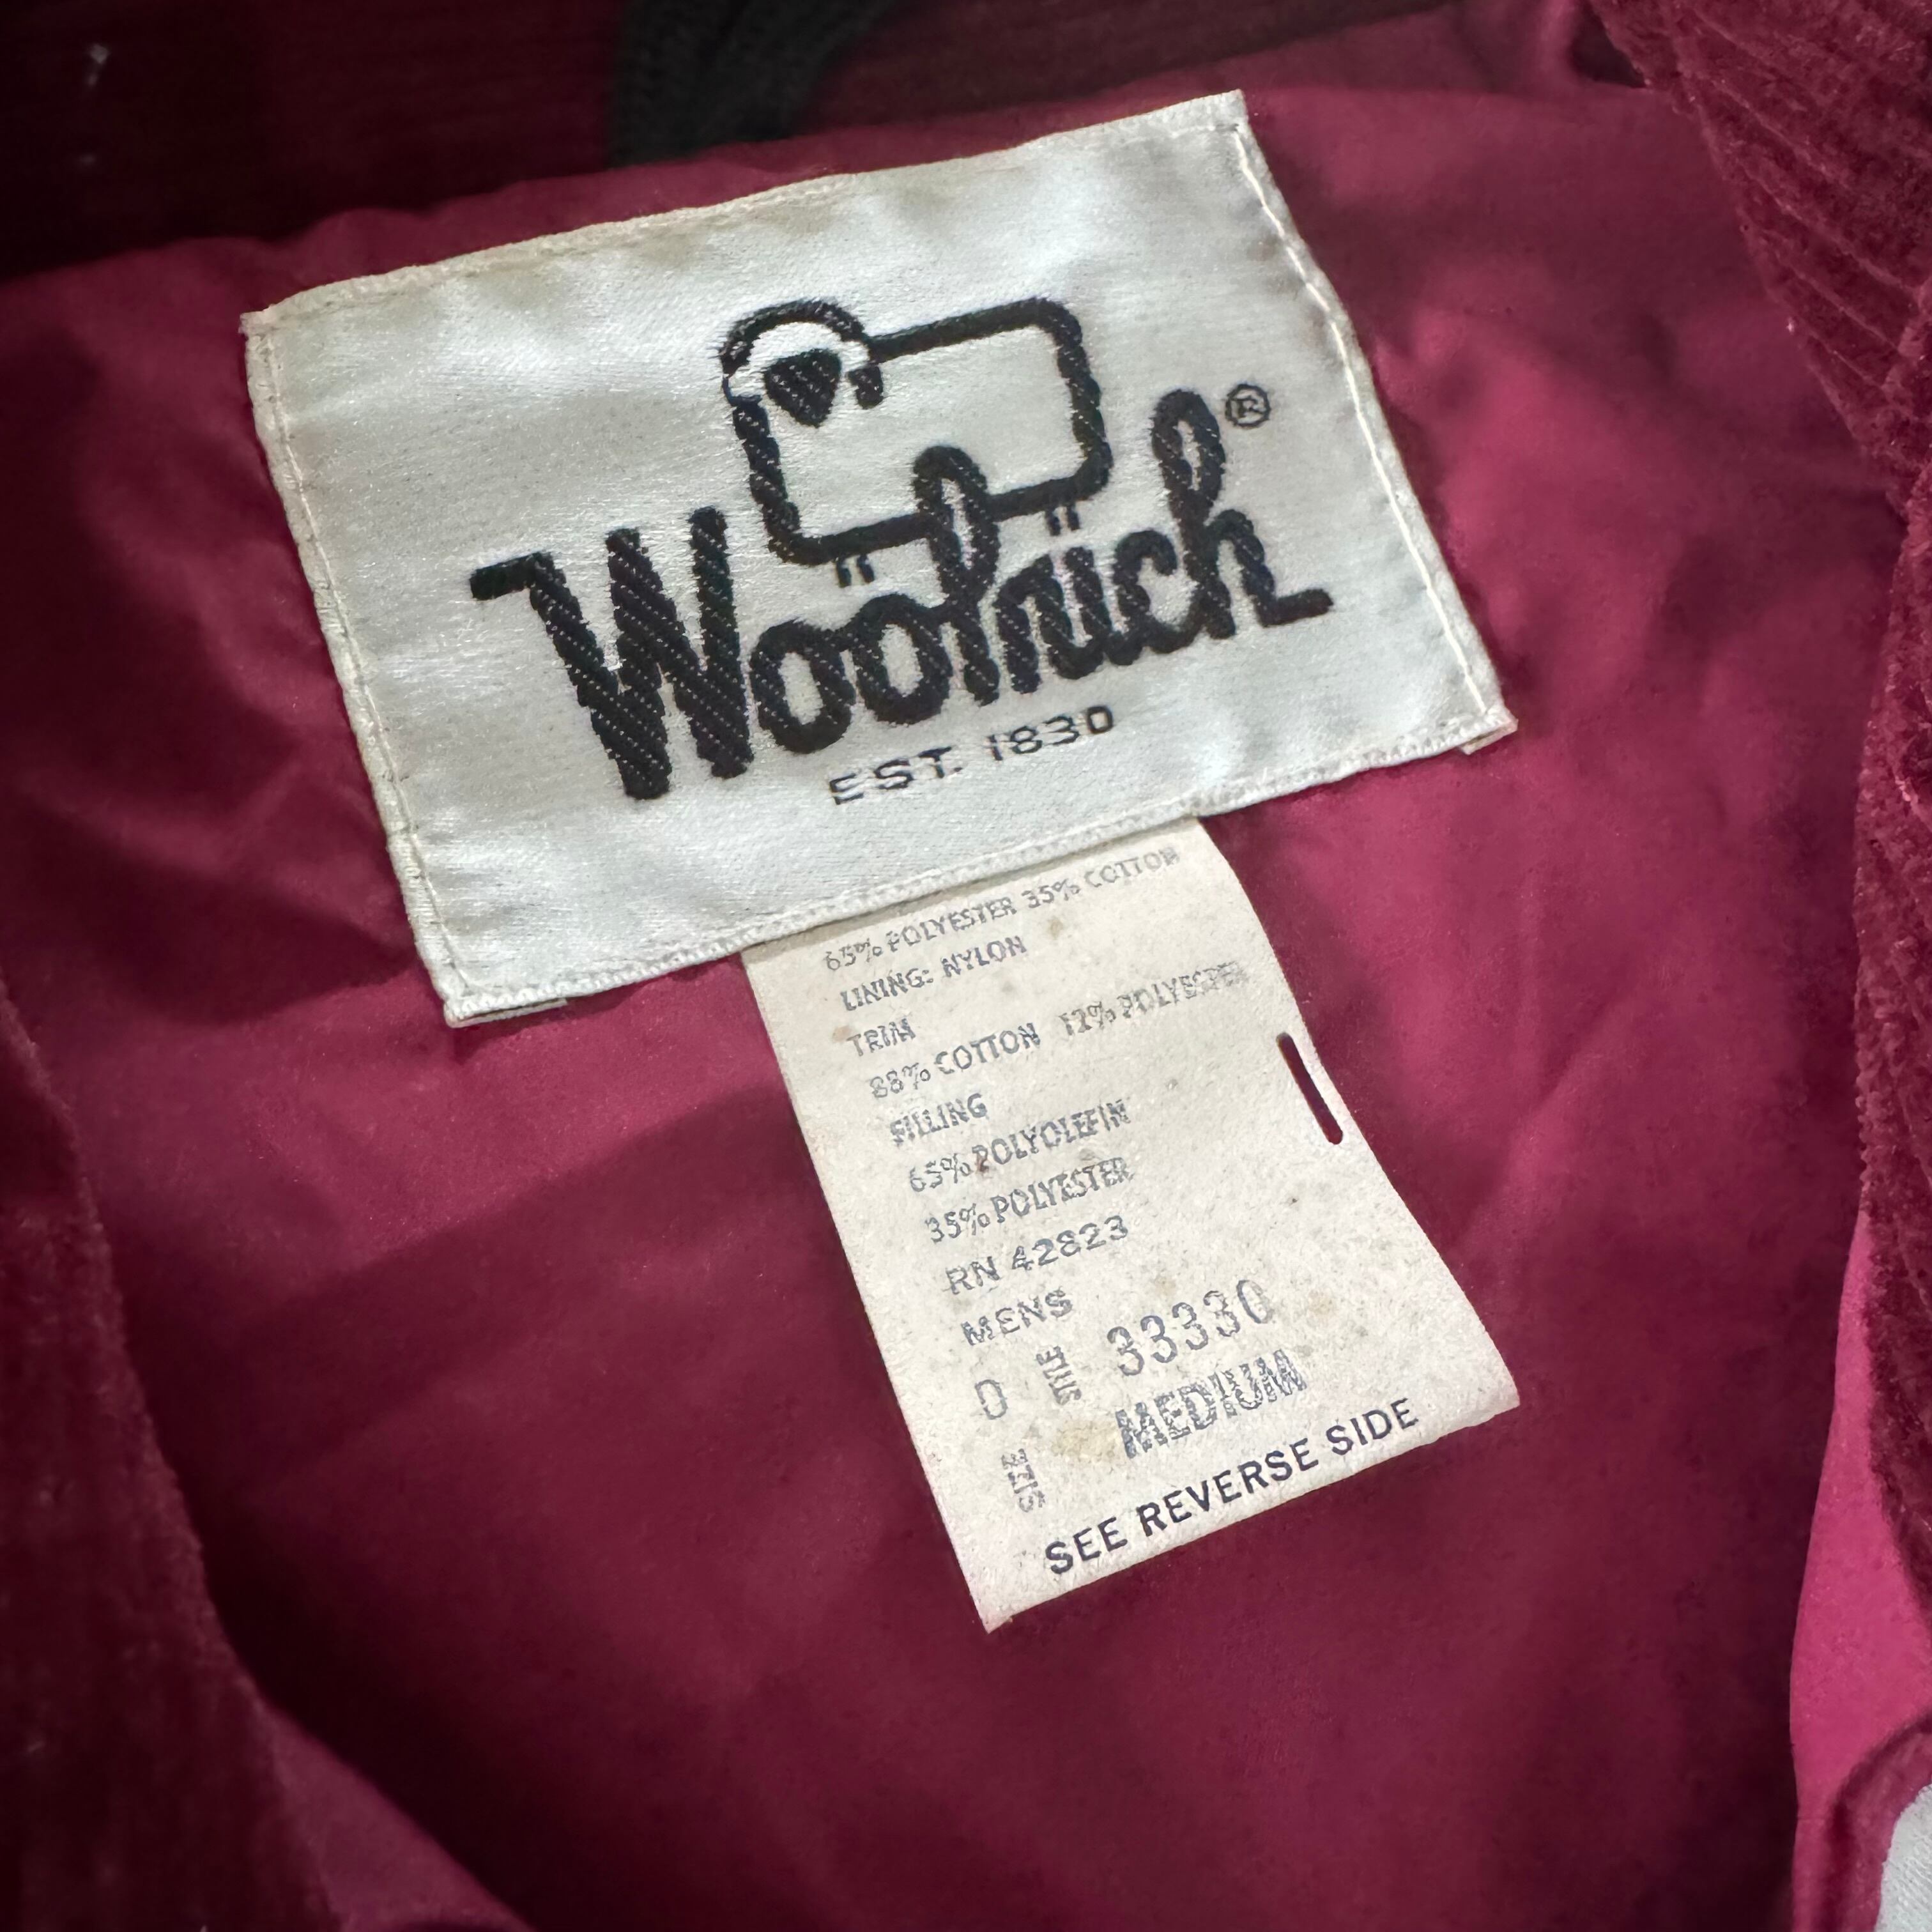 Woolrich®
EST. 1830
65% POLYESTER 35% COTTON
LINING: NYLON
TRIM
88% COTTON 12% POLYESTER
FILLING
65% POLYOLEFIN
35% POLYESTER
RN 42823
MENS
D STYLE 33330
SIZE MEDIUM
SEE REVERSE SIDE